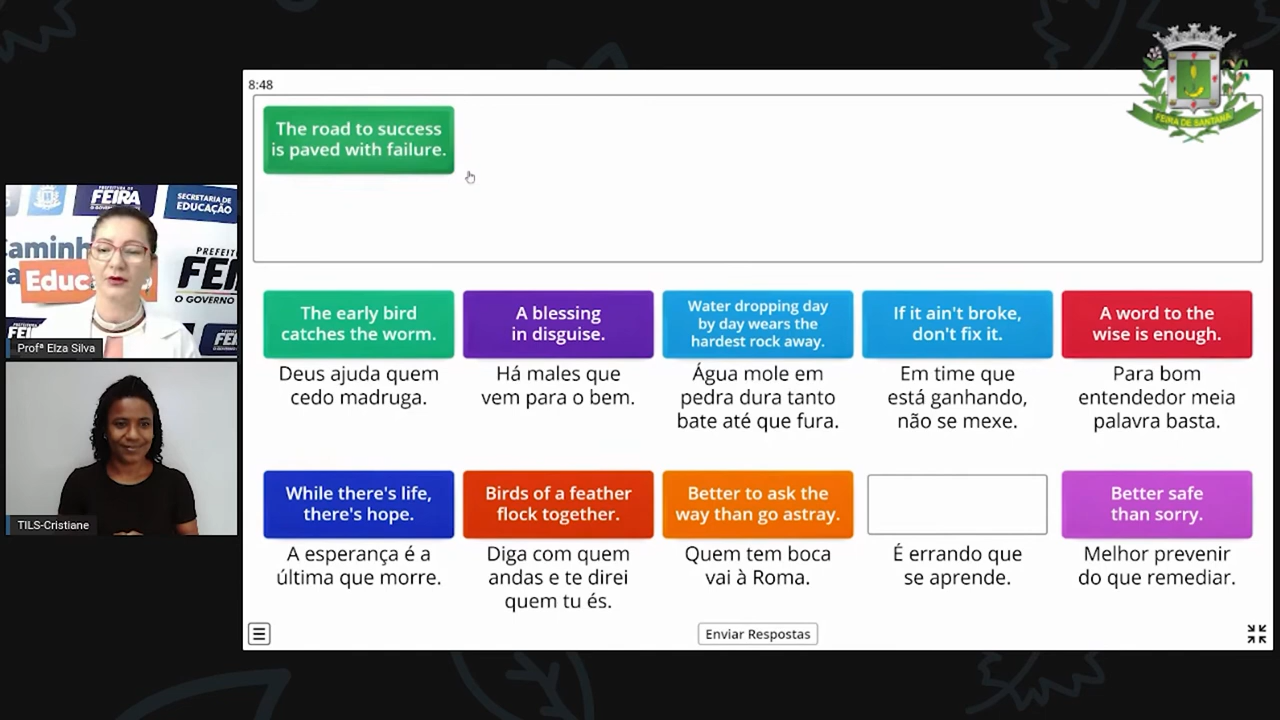 8:48
The road to success
is paved with failure.
FEIRA DE SANTANA
PREFEITURA DE
FEIRA
SECRETARIA DE
EDUCAÇÃO
aminh
a
Educ
PREFEIT
FEI
O GOVERNO
FEI
Profª Elza Silva
TILS-Cristiane
The early bird
catches the worm.
Deus ajuda quem
cedo madruga.
A blessing
in disguise.
Há males que
vem para o bem.
Water dropping day
by day wears the
hardest rock away.
Água mole em
pedra dura tanto
bate até que fura.
If it ain't broke,
don't fix it.
Em time que
está ganhando,
não se mexe.
A word to the
wise is enough.
Para bom
entendedor meia
palavra basta.
While there's life,
there's hope.
A esperança é a
última que morre.
Birds of a feather
flock together.
Diga com quem
andas e te direi
quem tu és.
Better to ask the
way than go astray.
Quem tem boca
vai à Roma.
É errando que
se aprende.
Better safe
than sorry.
Melhor prevenir
do que remediar.
Enviar Respostas